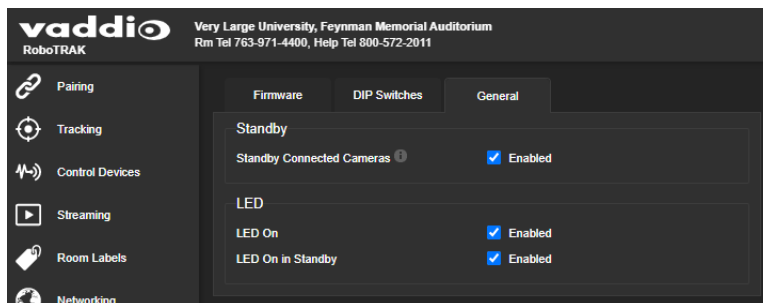 vaddio
RoboTRAK
Very Large University, Feynman Memorial Auditorium
Rm Tel 763-971-4400, Help Tel 800-572-2011
Pairing
Tracking
Control Devices
Streaming
Room Labels
Networking
Firmware DIP Switches General
Standby
Standby Connected Cameras Enabled
LED
LED On Enabled
LED On in Standby Enabled